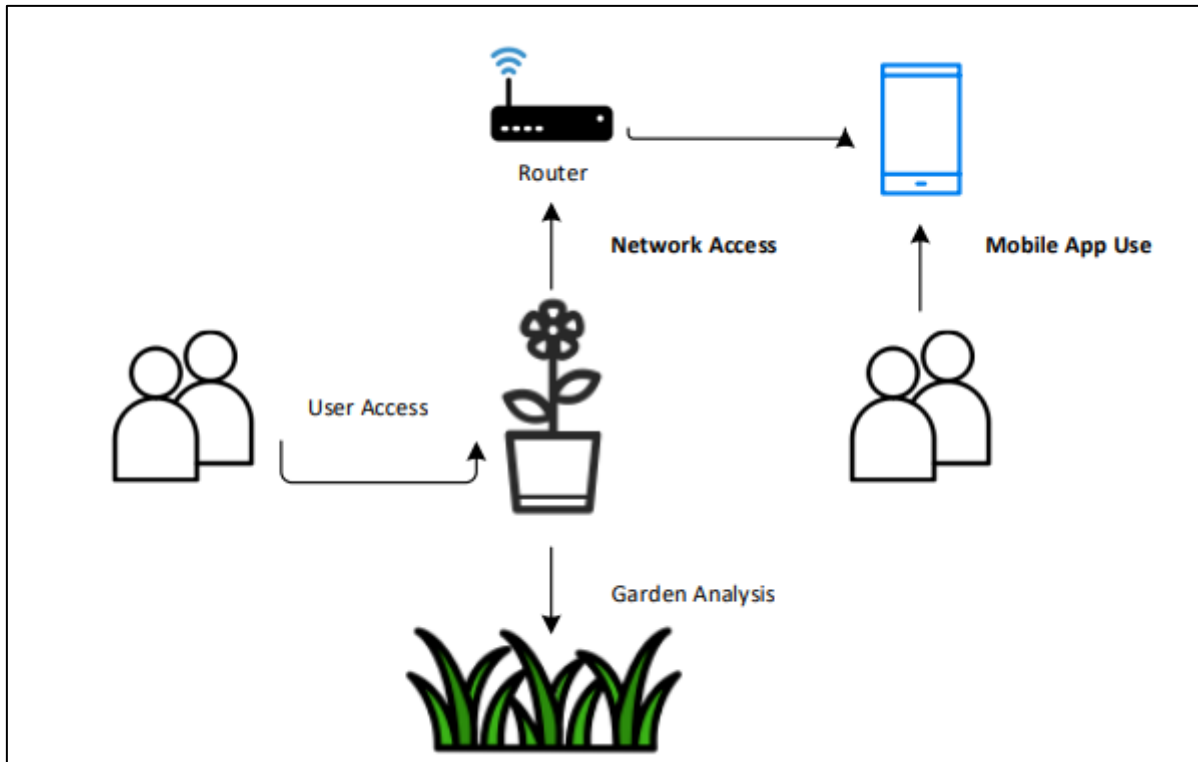 Router
Network Access
Mobile App Use
User Access
Garden Analysis